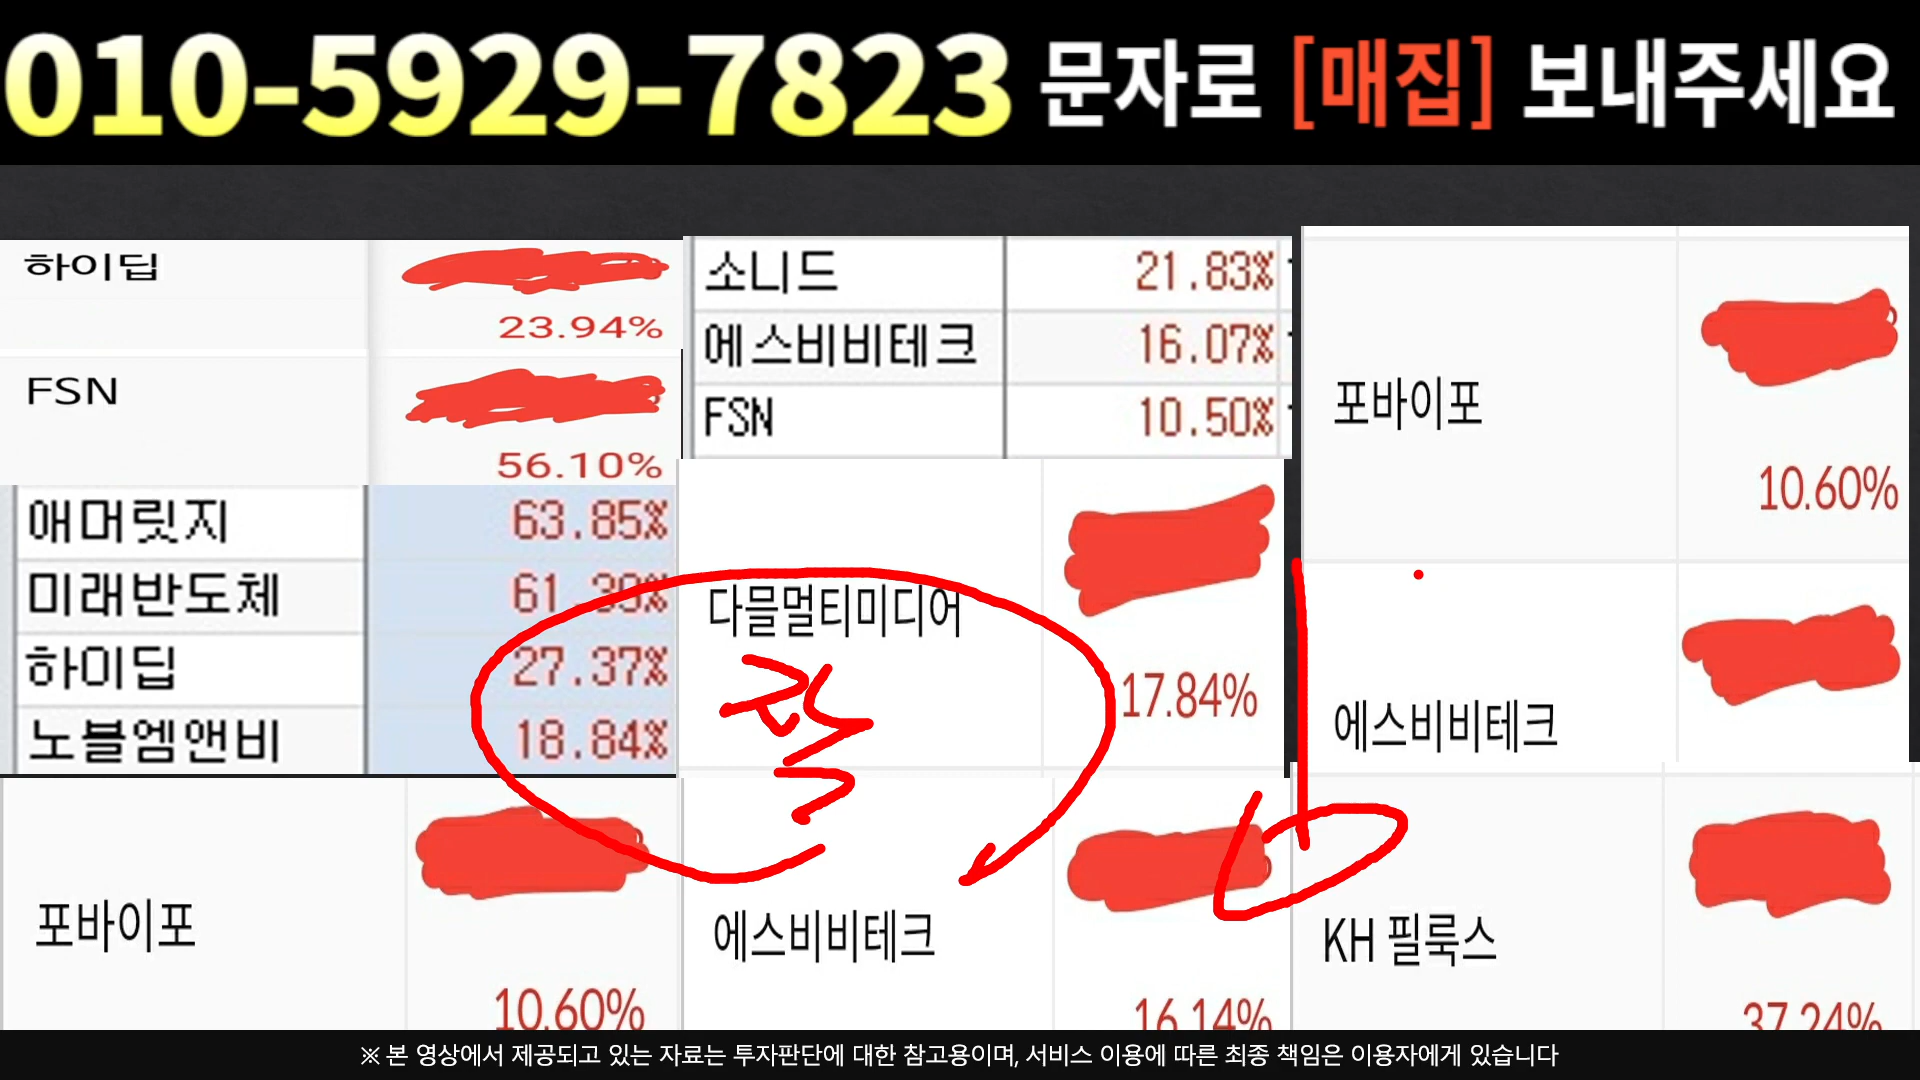 010-5929-7823 문자로 [매집] 보내주세요
하이딥
23.94%
FSN
56.10%
애머릿지 63.85%
미래반도체 61.39%
하이딥 27.37%
노블엠앤비 18.84%
소니드 21.83%
에스비비테크 16.07%
FSN 10.50%
다믈멀티미디어
17.84%
포바이포
10.60%
에스비비테크
포바이포
10.60%
에스비비테크
16.14%
KH 필룩스
37.24%
※ 본 영상에서 제공되고 있는 자료는 투자판단에 대한 참고용이며, 서비스 이용에 따른 최종 책임은 이용자에게 있습니다